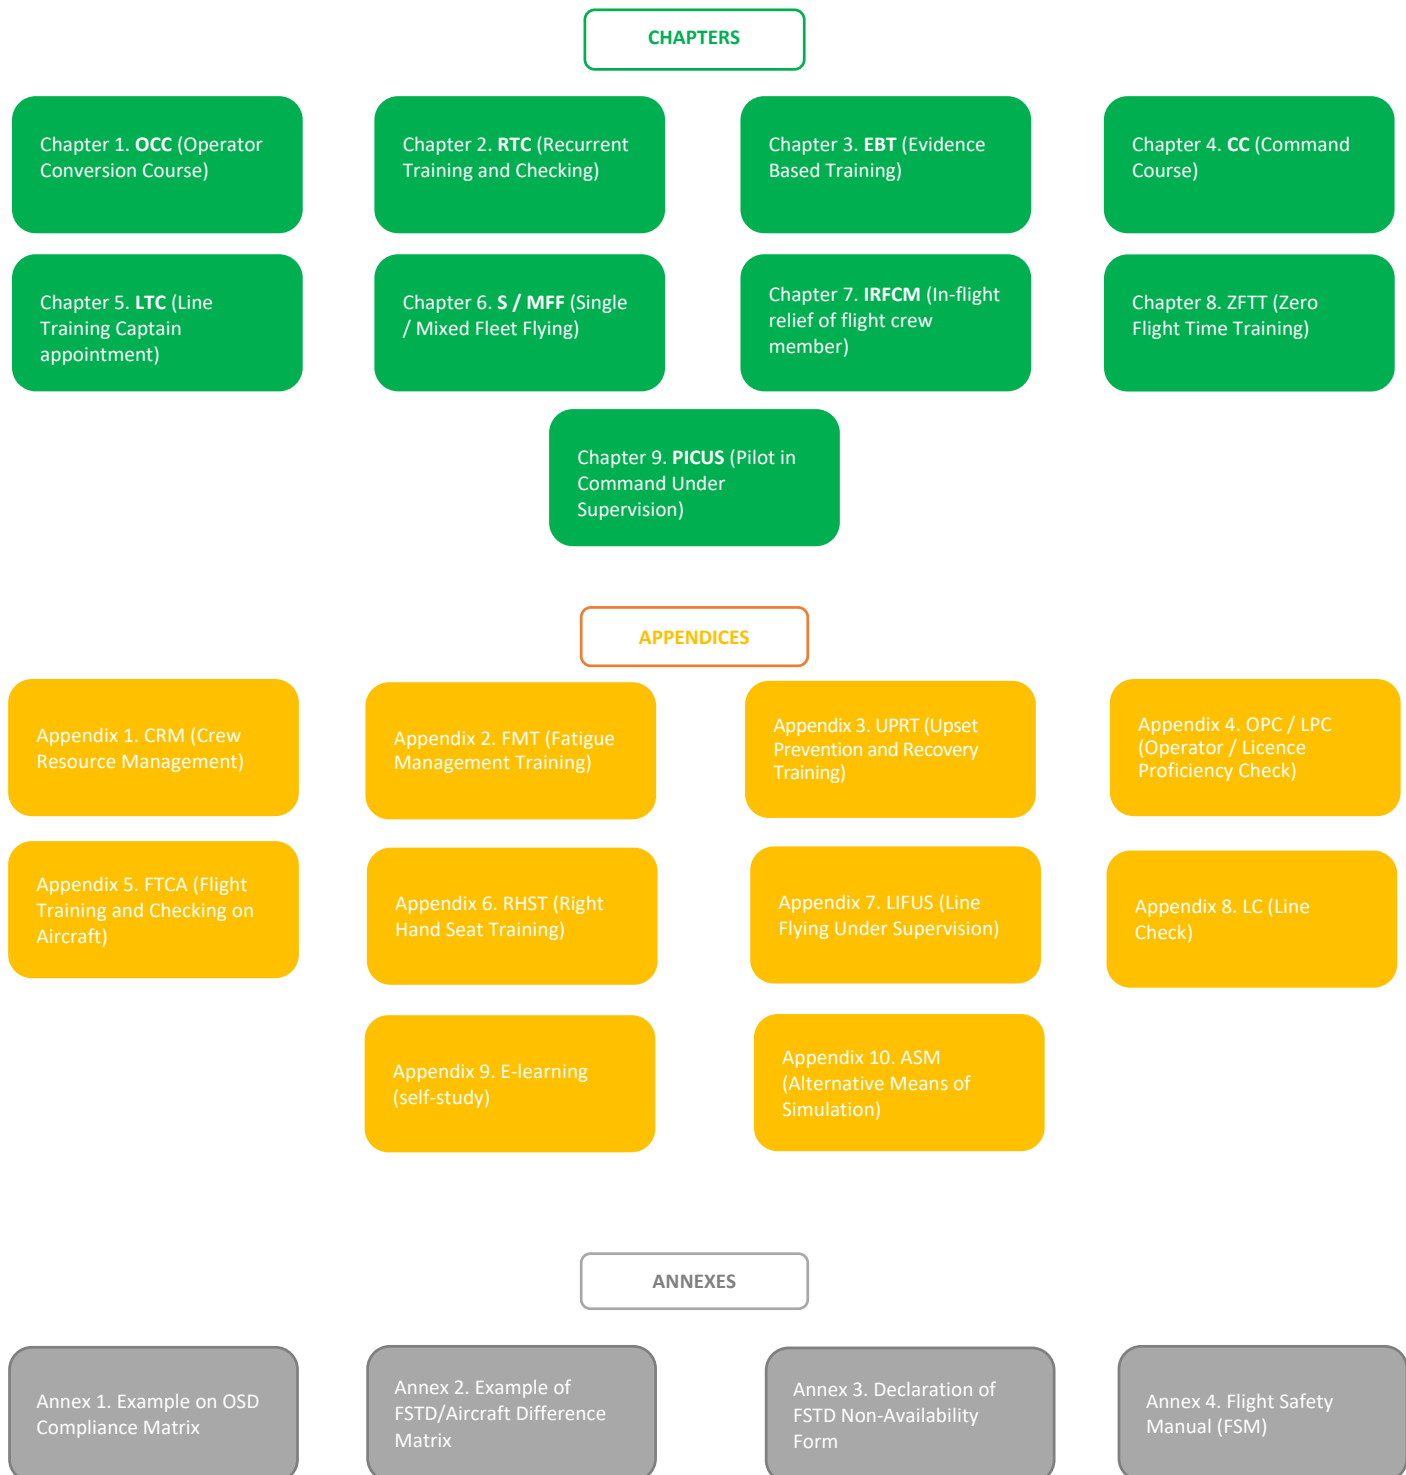 CHAPTERS
Chapter 1. OCC (Operator
Conversion Course)
Chapter 2. RTC (Recurrent
Training and Checking)
Chapter 3. EBT (Evidence
Based Training)
Chapter 4. CC (Command
Course)
Chapter 5. LTC (Line
Training Captain
appointment)
Chapter 6. S / MFF (Single
/ Mixed Fleet Flying)
Chapter 7. IRFCM (In-flight
relief of flight crew
member)
Chapter 8. ZFTT (Zero
Flight Time Training)
Chapter 9. PICUS (Pilot in
Command Under
Supervision)
APPENDICES
Appendix 1. CRM (Crew
Resource Management)
Appendix 2. FMT (Fatigue
Management Training)
Appendix 3. UPRT (Upset
Prevention and Recovery
Training)
Appendix 4. OPC / LPC
(Operator / Licence
Proficiency Check)
Appendix 5. FTCA (Flight
Training and Checking on
Aircraft)
Appendix 6. RHST (Right
Hand Seat Training)
Appendix 7. LIFUS (Line
Flying Under Supervision)
Appendix 8. LC (Line
Check)
Appendix 9. E-learning
(self-study)
Appendix 10. ASM
(Alternative Means of
Simulation)
ANNEXES
Annex 1. Example on OSD
Compliance Matrix
Annex 2. Example of
FSTD/Aircraft Difference
Matrix
Annex 3. Declaration of
FSTD Non-Availability
Form
Annex 4. Flight Safety
Manual (FSM)